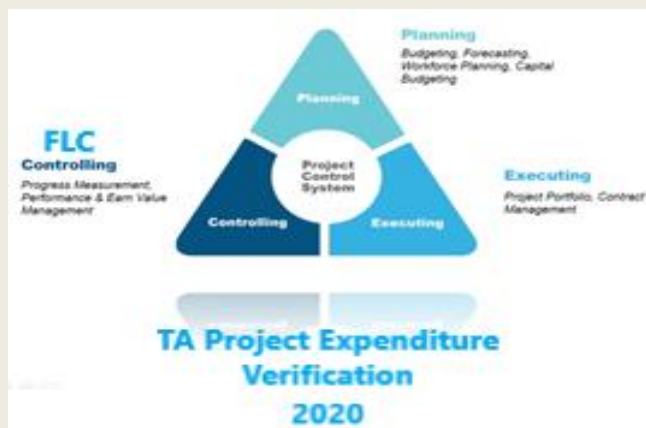 Planning
Budgeting, Forecasting,
Workforce Planning, Capital
Budgeting
Planning
FLC
Controlling
Progress Measurement,
Performance & Earn Value
Management
Project
Control
System
Executing
Project Portfolio, Contract
Management
Controlling
Executing
TA Project Expenditure
Verification
2020